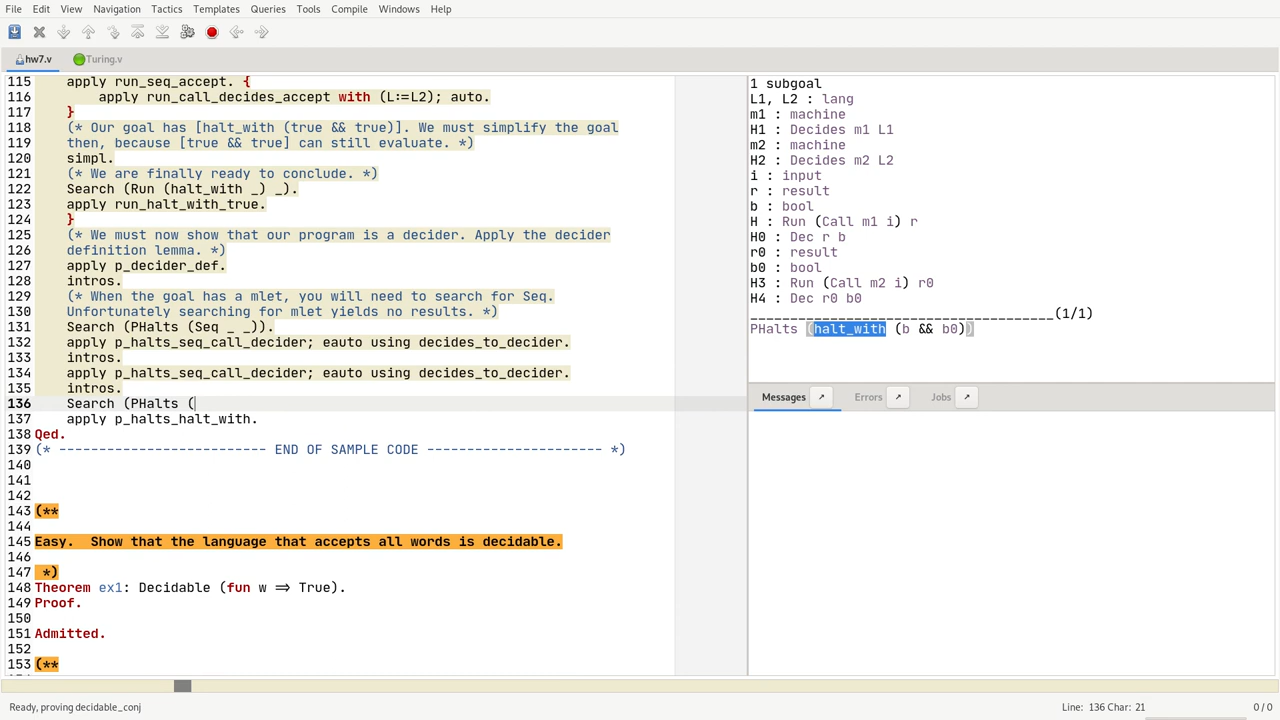 File Edit View Navigation Tactics Templates Queries Tools Compile Windows Help
hw7.v Turing.v
115 apply run_seq_accept. {
116 apply run_call_decides_accept with (L:=L2); auto.
117 }
118 (* Our goal has [halt_with (true && true)]. We must simplify the goal
119 then, because [true && true] can still evaluate. *)
120 simpl.
121 (* We are finally ready to conclude. *)
122 Search (Run (halt_with _) _).
123 apply run_halt_with_true.
124 }
125 (* We must now show that our program is a decider. Apply the decider
126 definition lemma. *)
127 apply p_decider_def.
128 intros.
129 (* When the goal has a mlet, you will need to search for Seq.
130 Unfortunately searching for mlet yields no results. *)
131 Search (PHalts (Seq _ _)).
132 apply p_halts_seq_call_decider; eauto using decides_to_decider.
133 intros.
134 apply p_halts_seq_call_decider; eauto using decides_to_decider.
135 intros.
136 Search (PHalts (
137 apply p_halts_halt_with.
138 Qed.
139 (* -------------------------- END OF SAMPLE CODE ---------------------- *)
140
141
142
143 (**
144
145 Easy. Show that the language that accepts all words is decidable.
146
147 *)
148 Theorem ex1: Decidable (fun w ⇒ True).
149 Proof.
150
151 Admitted.
152
153 (**
1 subgoal
L1, L2 : lang
m1 : machine
H1 : Decides m1 L1
m2 : machine
H2 : Decides m2 L2
i : input
r : result
b : bool
H : Run (Call m1 i) r
H0 : Dec r b
r0 : result
b0 : bool
H3 : Run (Call m2 i) r0
H4 : Dec r0 b0
______________________________________(1/1)
PHalts (halt_with (b && b0))
Messages Errors Jobs
Ready, proving decidable_conj Line: 136 Char: 21 0 / 0